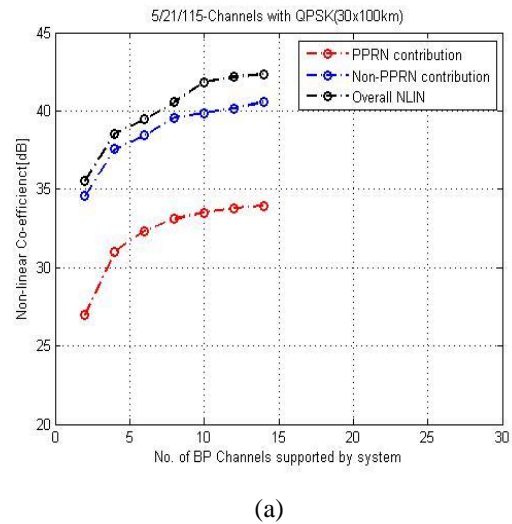 5/21/115-Channels with QPSK(30x100km)
45
40
35
30
25
20
Non-linear Co-efficienct[dB]
PPRN contribution
Non-PPRN contribution
Overall NLIN
0 5 10 15 20 25 30
No. of BP Channels supported by system
(a)